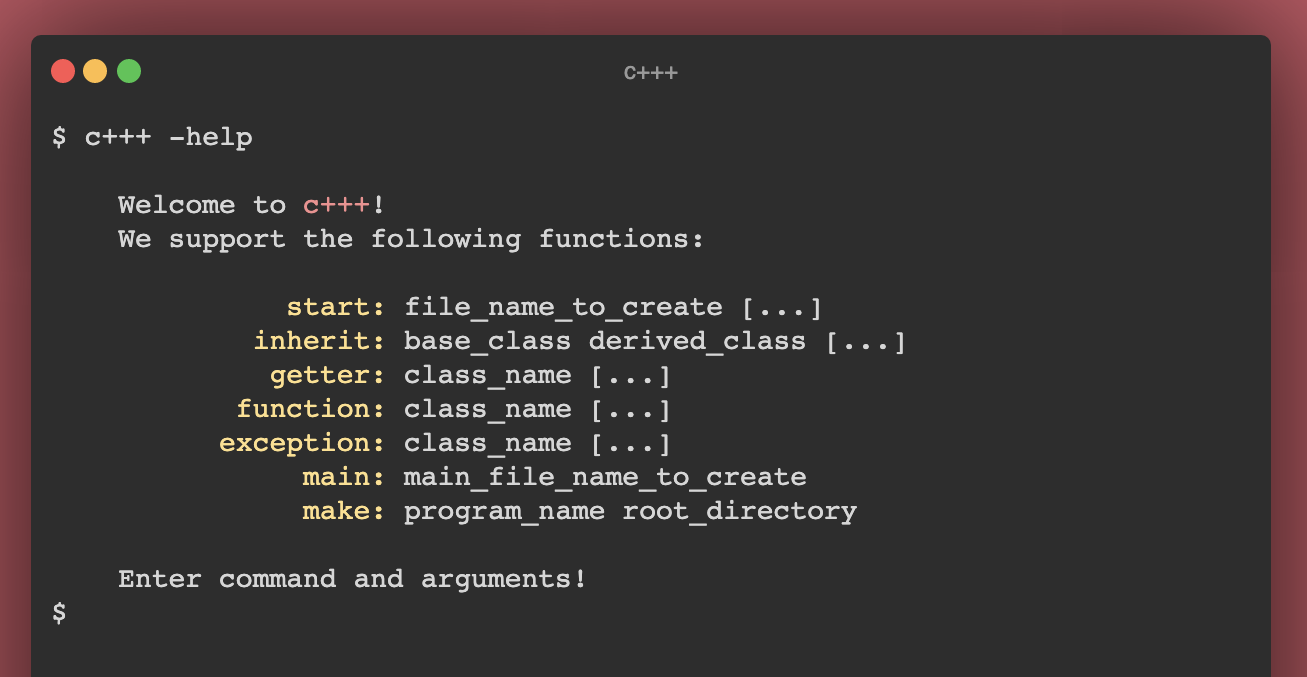 c+++
$ c+++ -help
Welcome to c+++!
We support the following functions:
start: file_name_to_create [...]
inherit: base_class derived_class [...]
getter: class_name [...]
function: class_name [...]
exception: class_name [...]
main: main_file_name_to_create
make: program_name root_directory
Enter command and arguments!
$